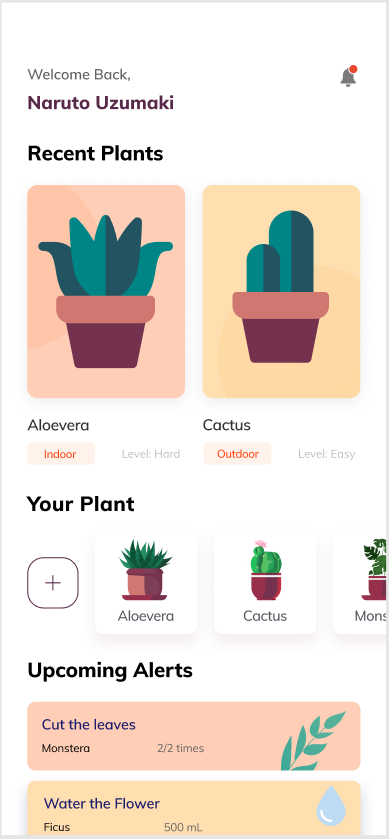 Welcome Back,
Naruto Uzumaki
Recent Plants
Aloevera
Indoor Level: Hard
Cactus
Outdoor Level: Easy
Your Plant
+
Aloevera
Cactus
Mons
Upcoming Alerts
Cut the leaves
Monstera 2/2 times
Water the Flower
Ficus 500 mL